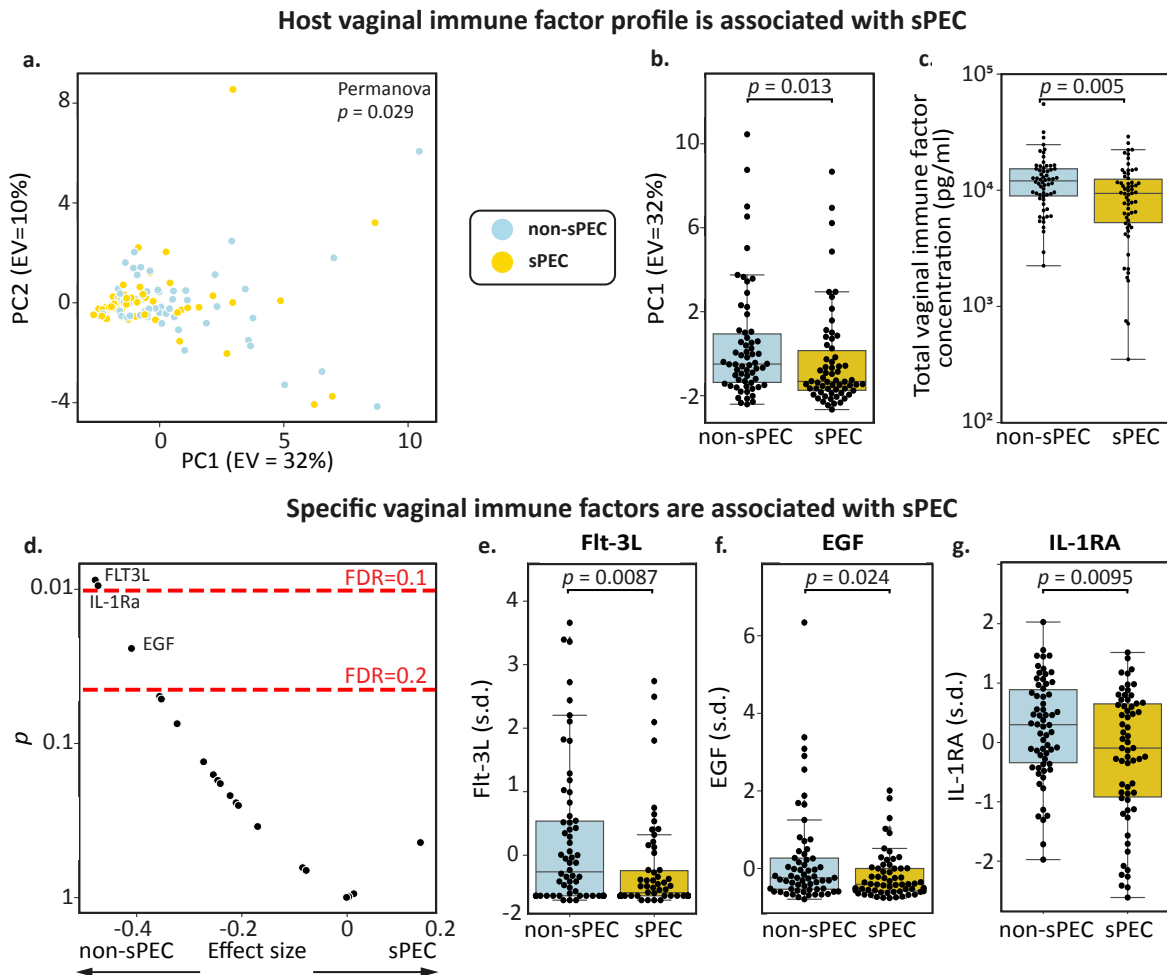 Host vaginal immune factor profile is associated with sPEC
a.
Permanova
p = 0.029
8
4
0
-4
PC2 (EV=10%)
0
5
10
PC1 (EV = 32%)
non-sPEC
sPEC
b.
p = 0.013
10
6
2
-2
PC1 (EV=32%)
non-sPEC
sPEC
c.
p = 0.005
10⁵
10⁴
10³
10²
Total vaginal immune factor
concentration (pg/ml)
non-sPEC
sPEC
Specific vaginal immune factors are associated with sPEC
d.
FLT3L
FDR=0.1
IL-1Ra
EGF
FDR=0.2
0.01
0.1
1
p
-0.4
-0.2
0
0.2
non-sPEC
Effect size
sPEC
e.
Flt-3L
p = 0.0087
4
3
2
1
0
-2
Flt-3L (s.d.)
non-sPEC
sPEC
f.
EGF
p = 0.024
6
4
2
0
EGF (s.d.)
non-sPEC
sPEC
g.
IL-1RA
p = 0.0095
2
1
0
-1
-2
IL-1RA (s.d.)
non-sPEC
sPEC